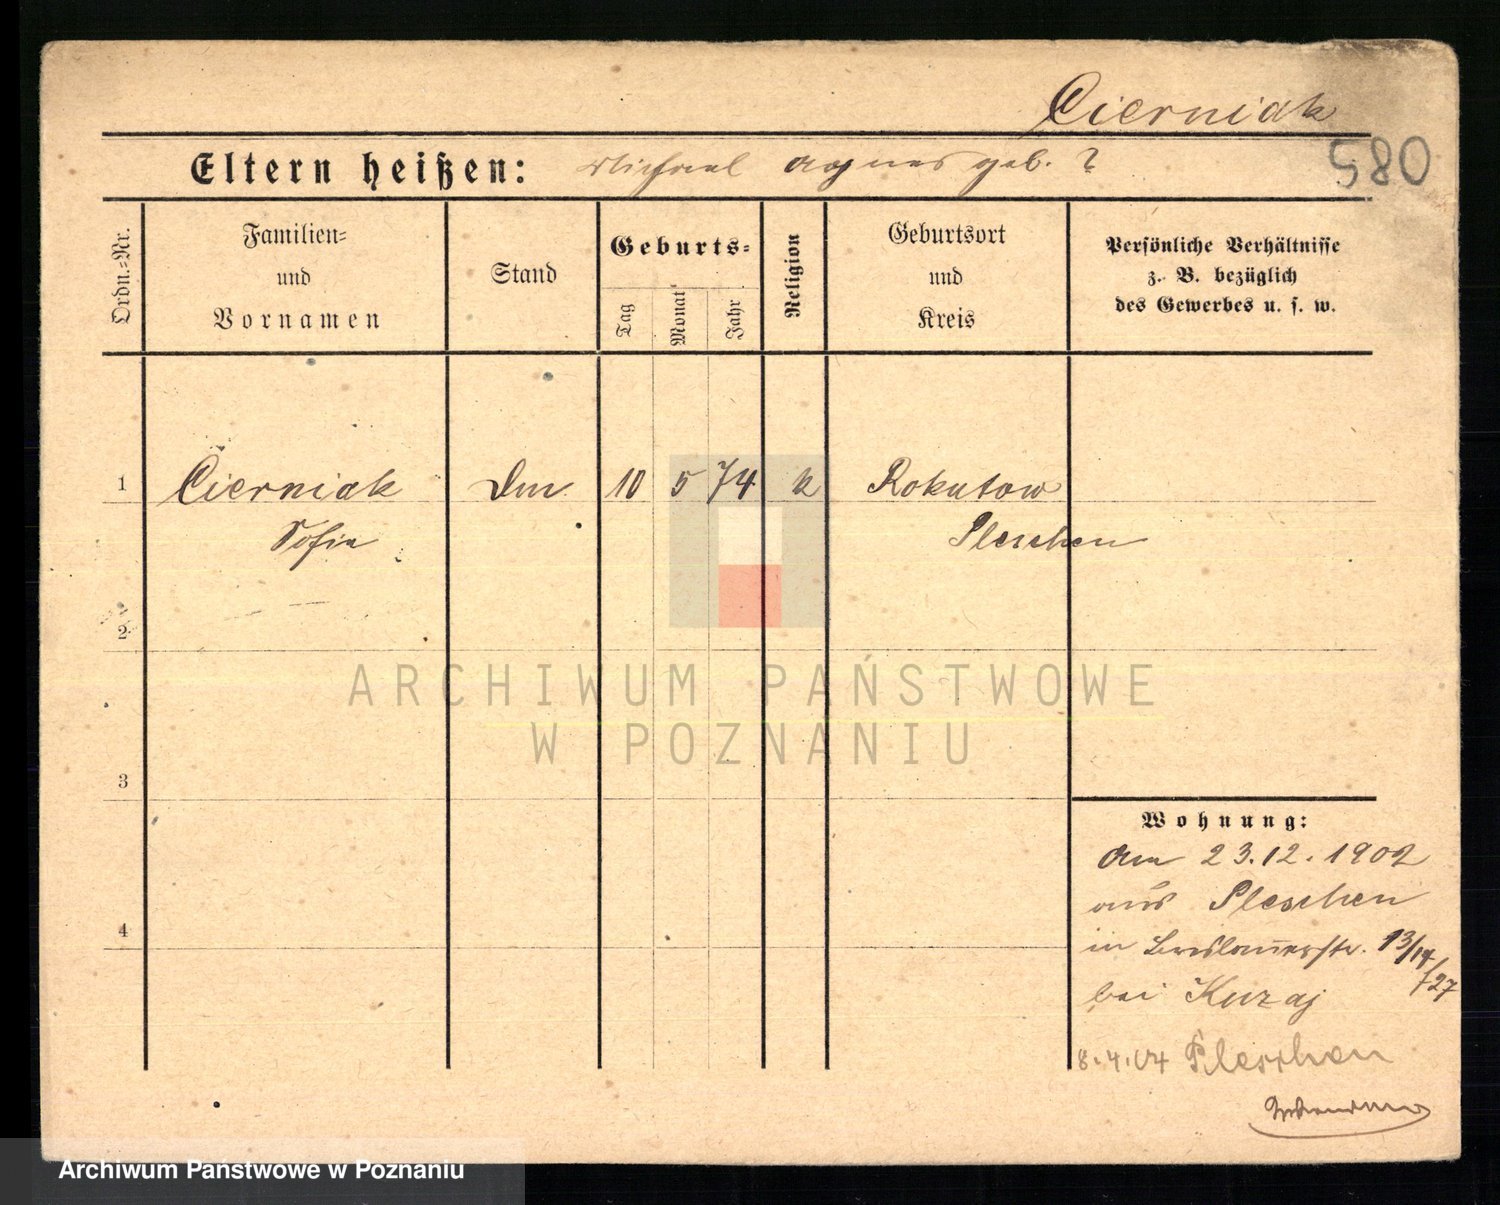 Cierniak
Eltern heißen: Michael Agnes geb. ?
580
Ordn.-Nr.
Familien-
und
Vornamen
Stand
Geburts-
Tag
Monat
Jahr
Religion
Geburtsort
und
Kreis
Persönliche Verhältnisse
z. B. bezüglich
des Gewerbes u. s. w.
1 Cierniak 10 5 74 k Rokutow
Sofie Pleschen
2
ARCHIWUM PAŃSTWOWE
W POZNANIU
3
Wohnung:
Am 23.12.1902
aus Pleschen
4
in Breslauerstr. 13/14
/27
bei Kuzaj
8.4.04 Pleschen
Archiwum Państwowe w Poznaniu